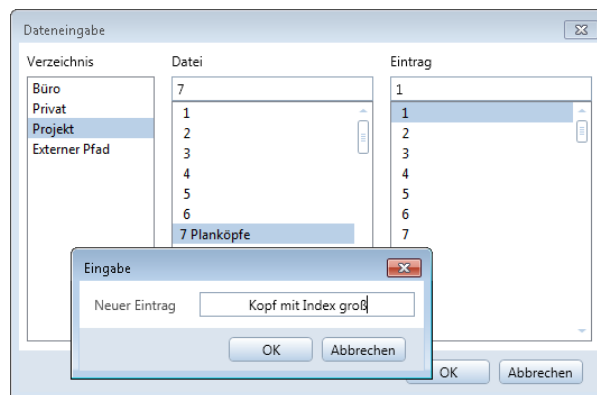 Dateneingabe
Verzeichnis Datei Eintrag
Büro 7 1
Privat 1 1
Projekt 2 2
Externer Pfad 3 3
4 4
5 5
6 6
7 Planköpfe 7
Eingabe
Neuer Eintrag Kopf mit Index groß
OK Abbrechen
OK Abbrechen